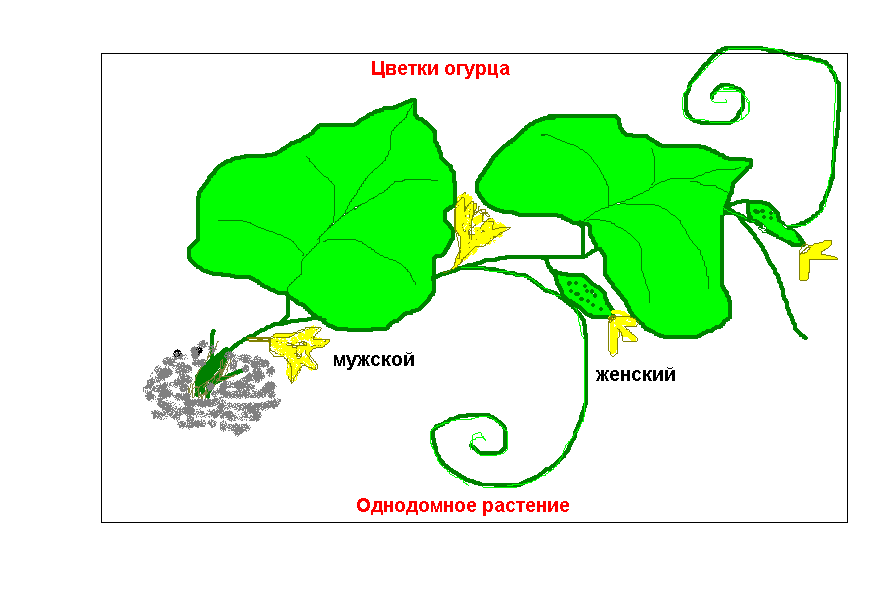 Цветки огурца
мужской
женский
Однодомное растение